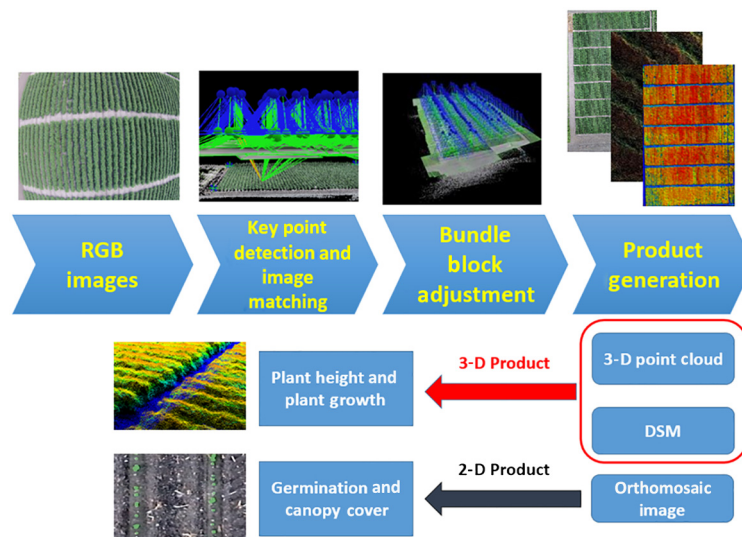 RGB
images
Key point
detection and
image
matching
Bundle
block
adjustment
Product
generation
Plant height and
plant growth
3-D Product
3-D point cloud
DSM
Germination and
canopy cover
2-D Product
Orthomosaic
image